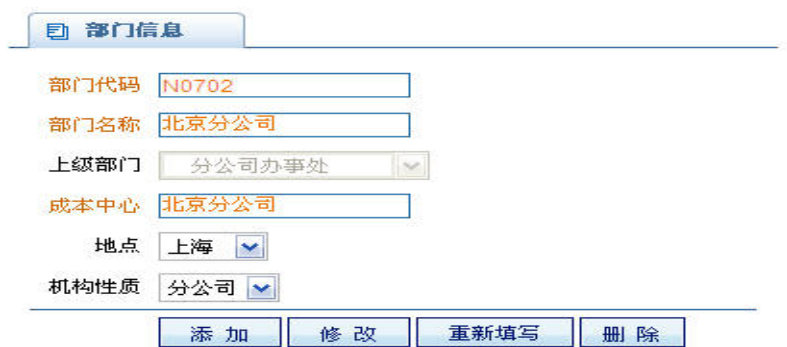 部门信息
部门代码 N0702
部门名称 北京分公司
上级部门 分公司办事处
成本中心 北京分公司
地点 上海
机构性质 分公司
添 加 修 改 重新填写 删 除